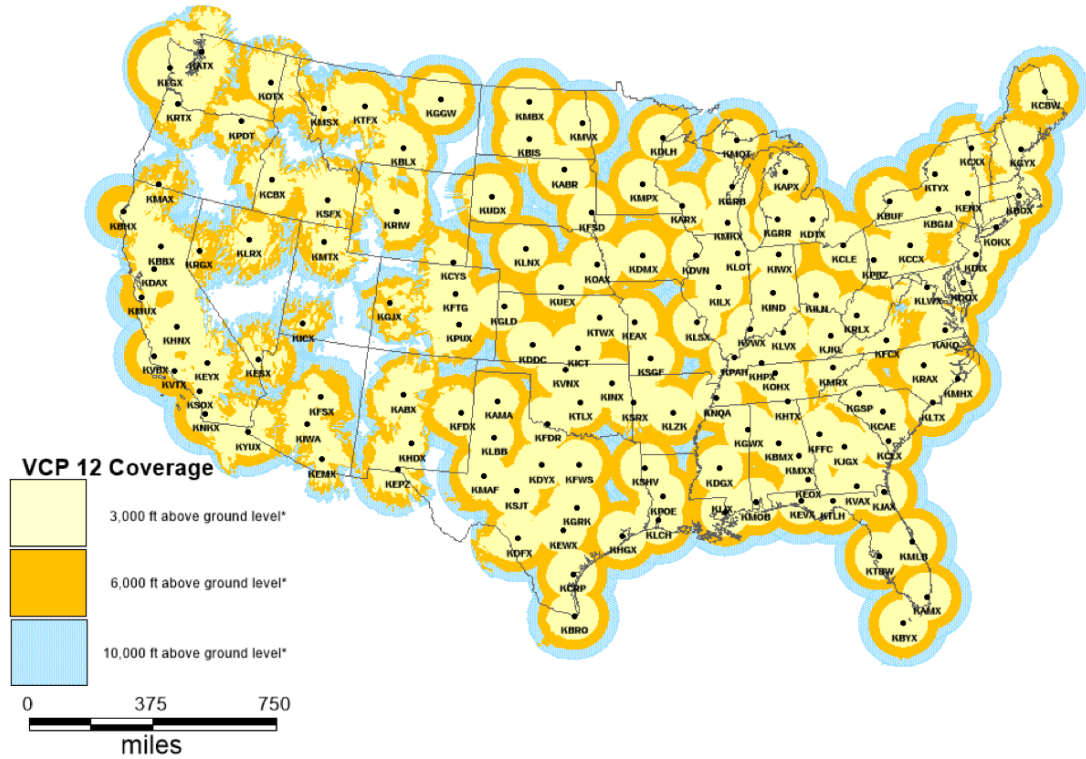 KATX
KLGX
KOTX
KRTX
KPDT
KMSX
KTFX
KGGW
KMBX
KMVX
KCBW
KBLX
KBIS
KDLH
KMQT
KCXX
KGYX
KCBX
KABR
KAPX
KTYX
KMAX
KSFX
KRIW
KUDX
KMPX
KGRB
KARX
KENX
KBOX
KBHX
KFSD
KBUF
KBGM
KMKX
KGRR
KDTX
KOKX
KBBX
KRGX
KLRX
KMTX
KLNX
KOAX
KDMX
KDVN
KLOT
KIWX
KCLE
KPBZ
KCCX
KDIX
KDAX
KCYS
KMUX
KGJX
KFTG
KUEX
KILX
KIND
KILN
KLWX
KDOX
KHNX
KICX
KPUX
KGLD
KTWX
KEAX
KLSX
KVWX
KLVX
KJKL
KRLX
KFCX
KAKQ
KVBX
KVTX
KEYX
KESX
KDDC
KICT
KSGF
KPAH
KHPX
KOHX
KMRX
KRAX
KMHX
KSOX
KNKX
KYUX
KFSX
KIWA
KEMX
KABX
KFDX
KAMA
KVNX
KINX
KTLX
KSRX
KLZK
KNQA
KHTX
KGSP
KCAE
KLTX
KHDX
KEPZ
KLBB
KFDR
KGWX
KBMX
KFFC
KJGX
KCLX
KMAF
KDYX
KFWS
KSHV
KDGX
KMXX
KSJT
KPOE
KEOX
KVAX
KJAX
KGRK
KLCH
KLIX
KMOB
KEVX
KTLH
KDFX
KEWX
KHGX
KMLB
KTBW
KCRP
KAMX
KBRO
KBYX
VCP 12 Coverage
3,000 ft above ground level*
6,000 ft above ground level*
10,000 ft above ground level*
0 375 750
miles